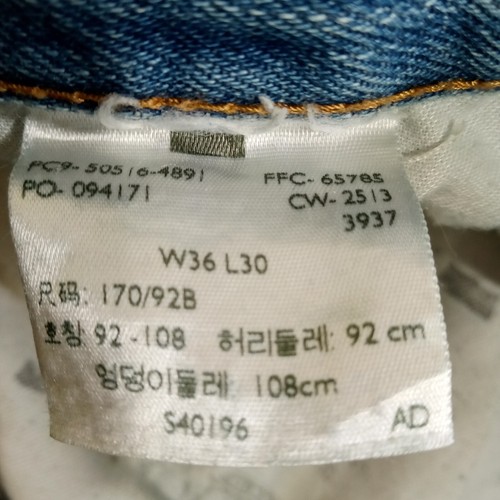 PC9- 50516-4891 FFC- 65785
PO- 094171 CW- 2513
3937
W36 L30
尺码: 170/92B
호칭 92 -108 허리둘레: 92 cm
엉덩이둘레: 108cm
S40196 AD